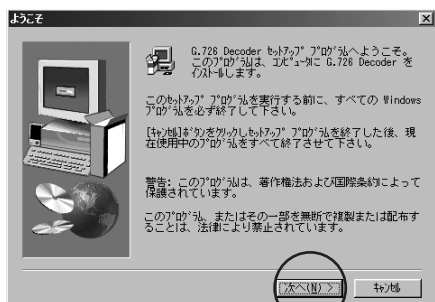 ようこそ
G.726 Decoder ｾｯﾄｱｯﾌﾟ ﾌﾟﾛｸﾞﾗﾑへようこそ。
このﾌﾟﾛｸﾞﾗﾑは、ｺﾝﾋﾟｭｰﾀに G.726 Decoder を
ｲﾝｽﾄｰﾙします。
このｾｯﾄｱｯﾌﾟ ﾌﾟﾛｸﾞﾗﾑを実行する前に、すべての Windows
ﾌﾟﾛｸﾞﾗﾑを必ず終了して下さい。
[ｷｬﾝｾﾙ]ﾎﾞﾀﾝをｸﾘｯｸしｾｯﾄｱｯﾌﾟ ﾌﾟﾛｸﾞﾗﾑを終了した後、現
在使用中のﾌﾟﾛｸﾞﾗﾑをすべて終了させて下さい。
警告: このﾌﾟﾛｸﾞﾗﾑは、著作権法および国際条約によって
保護されています。
このﾌﾟﾛｸﾞﾗﾑ、またはその一部を無断で複製または配布す
ることは、法律により禁止されています。
次へ(N) >
ｷｬﾝｾﾙ